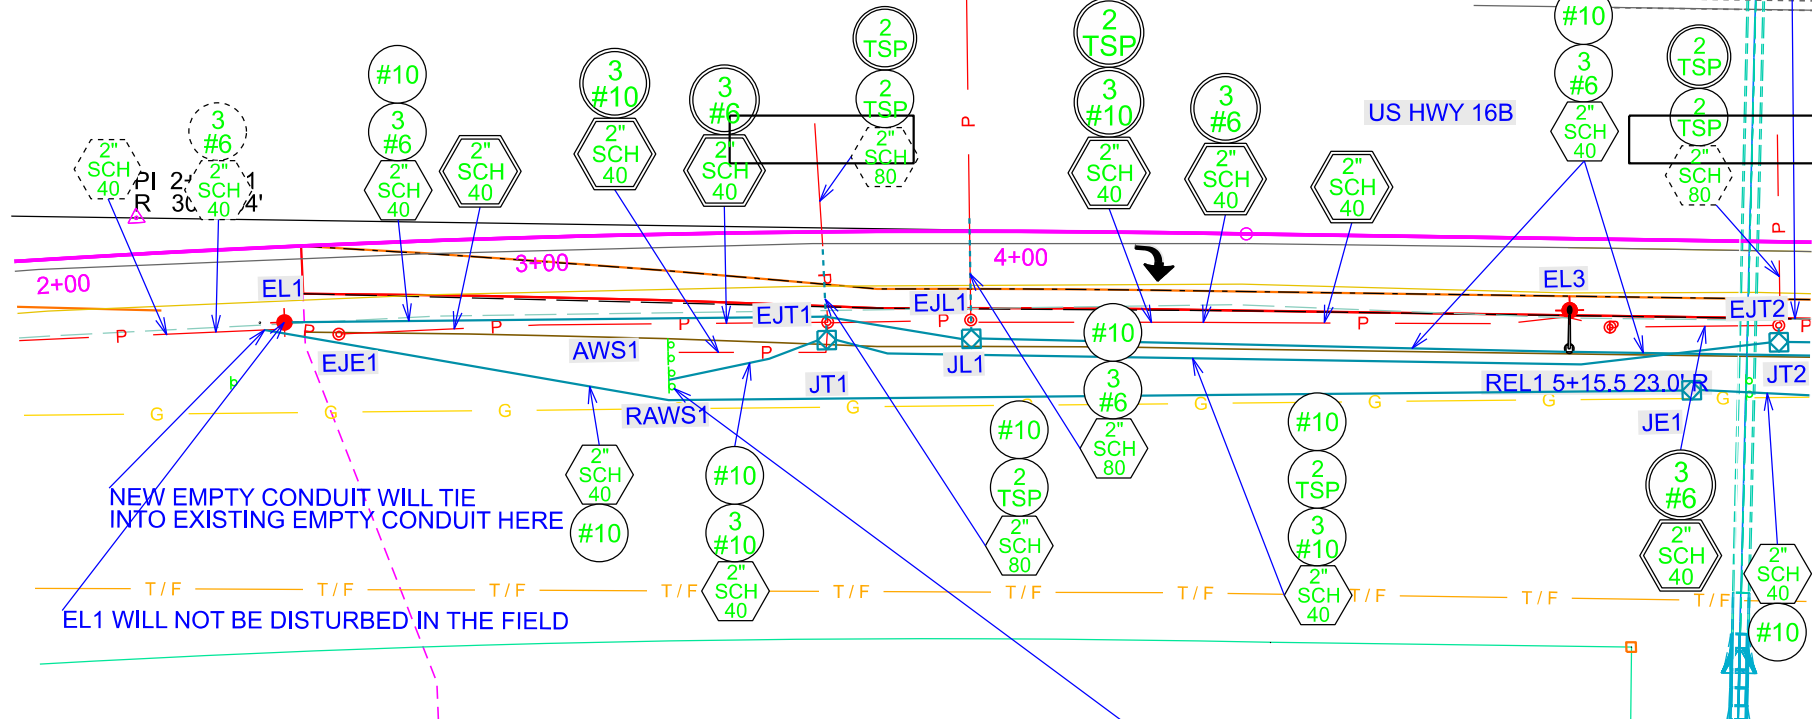 #10
3
#6
2"
SCH
40
2
TSP
2
TSP
2"
SCH
80
2
TSP
3
#10
2"
SCH
40
#10
3
#6
2"
SCH
40
2
TSP
2
TSP
2"
SCH
80
3
#10
2"
SCH
40
3
#6
2"
SCH
40
3
#6
2"
SCH
40
2"
SCH
40
US HWY 16B
2"
SCH
40
3
#6
2"
SCH
40
2"
SCH
40
PI 2
R 30 4'
P
P
2+00
3+00
4+00
EL1
EJT1
EJL1
EL3
EJT2
P
P
P
P
P
P
P
P
P
EJE1
AWS1
RAWS1
JT1
JL1
REL1 5+15.5 23.0' R
JE1
JT2
G
G
G
G
G
G
G
G
#10
3
#6
2"
SCH
80
NEW EMPTY CONDUIT WILL TIE
INTO EXISTING EMPTY CONDUIT HERE
2"
SCH
40
#10
#10
3
#10
2"
SCH
40
#10
2
TSP
2"
SCH
80
#10
2
TSP
3
#10
2"
SCH
40
3
#6
2"
SCH
40
2"
SCH
40
#10
T / F
T / F
T / F
T / F
T / F
T / F
T / F
T / F
T / F
T / F
EL1 WILL NOT BE DISTURBED IN THE FIELD